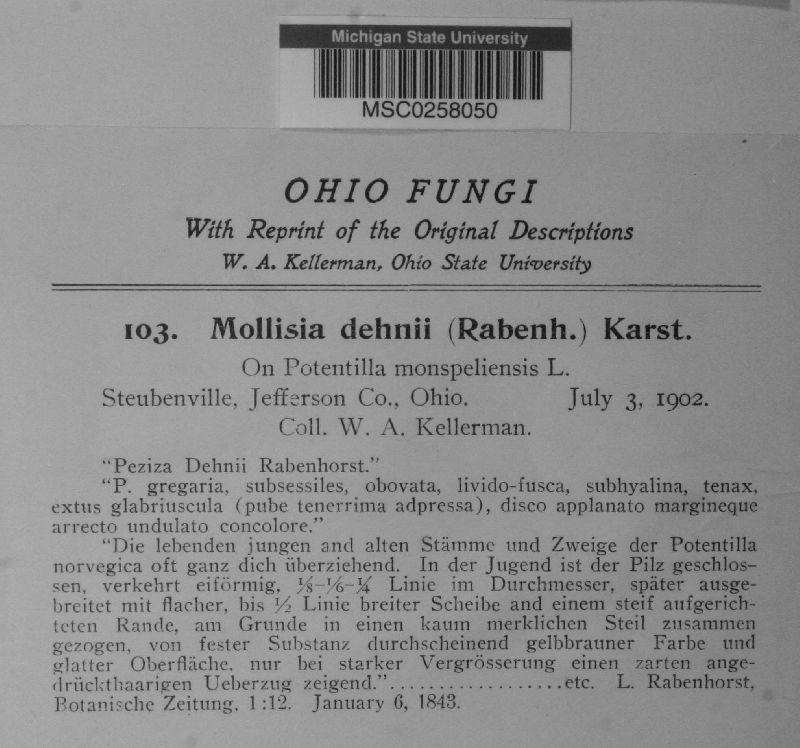 Michigan State University
MSC0258050
OHIO FUNGI
With Reprint of the Original Descriptions
W. A. Kellerman, Ohio State University
103. Mollisia dehnii (Rabenh.) Karst.
On Potentilla monspeliensis L.
Steubenville, Jefferson Co., Ohio. July 3, 1902.
Coll. W. A. Kellerman.
"Peziza Dehnii Rabenhorst."
"P. gregaria, subsessiles, obovata, livido-fusca, subhyalina, tenax,
extus glabriuscula (pube tenerrima adpressa), disco applanato margineque
arrecto undulato concolore."
"Die lebenden jungen and alten Stämme und Zweige der Potentilla
norvegica oft ganz dich überziehend. In der Jugend ist der Pilz geschlos-
sen, verkehrt eiförmig, ⅛-⅙-¼ Linie im Durchmesser, später ausge-
breitet mit flacher, bis ½ Linie breiter Scheibe and einem steif aufgerich-
teten Rande, am Grunde in einen kaum merklichen Steil zusammen
gezogen, von fester Substanz durchscheinend gelbbrauner Farbe und
glatter Oberfläche, nur bei starker Vergrösserung einen zarten ange-
drückthaarigen Ueberzug zeigend."..................etc. L. Rabenhorst,
Botanische Zeitung, 1:12. January 6, 1843.